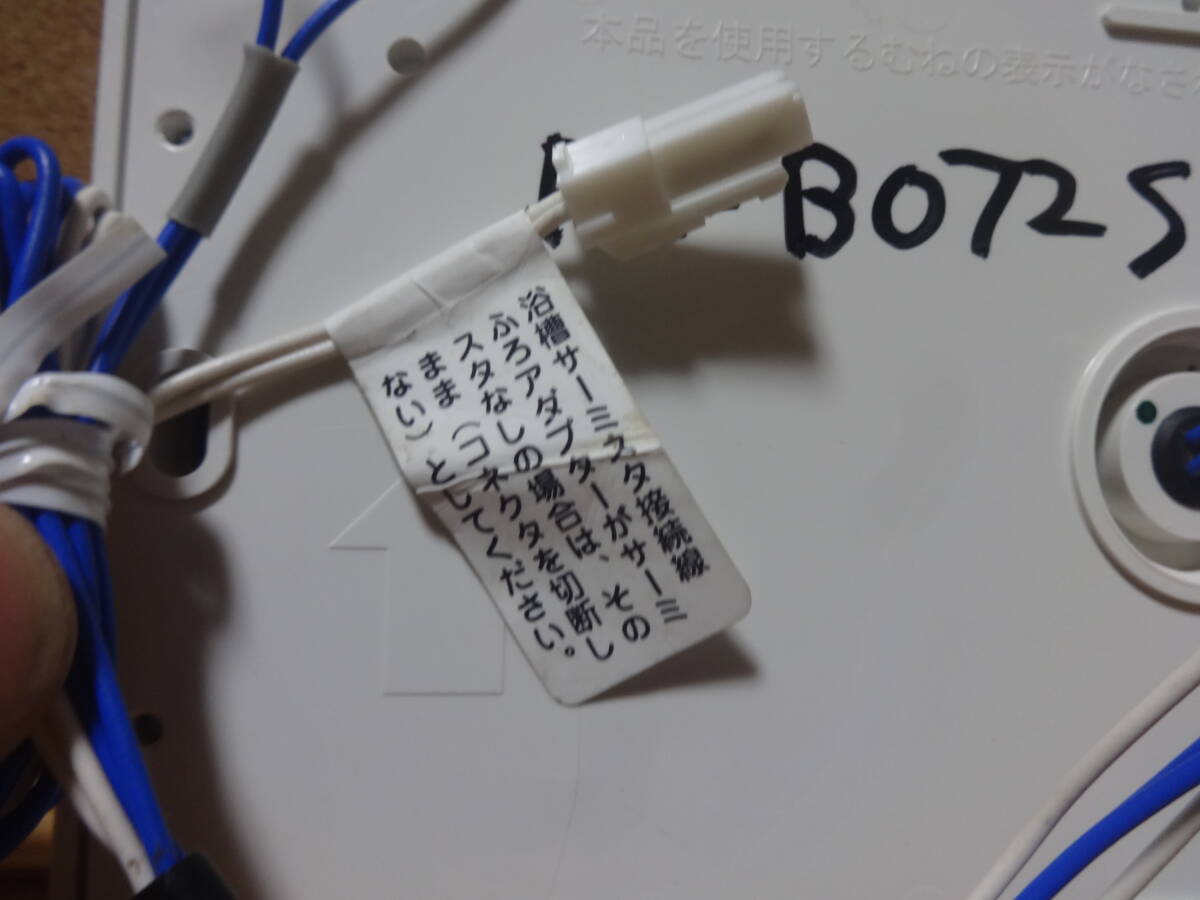 本品を使用するむねの表示がなされ
B072S
浴槽サーミスタ接続線
ふろアダプターがサーミ
スタなしの場合は、その
まま（コネクタを切断し
ない）としてください。